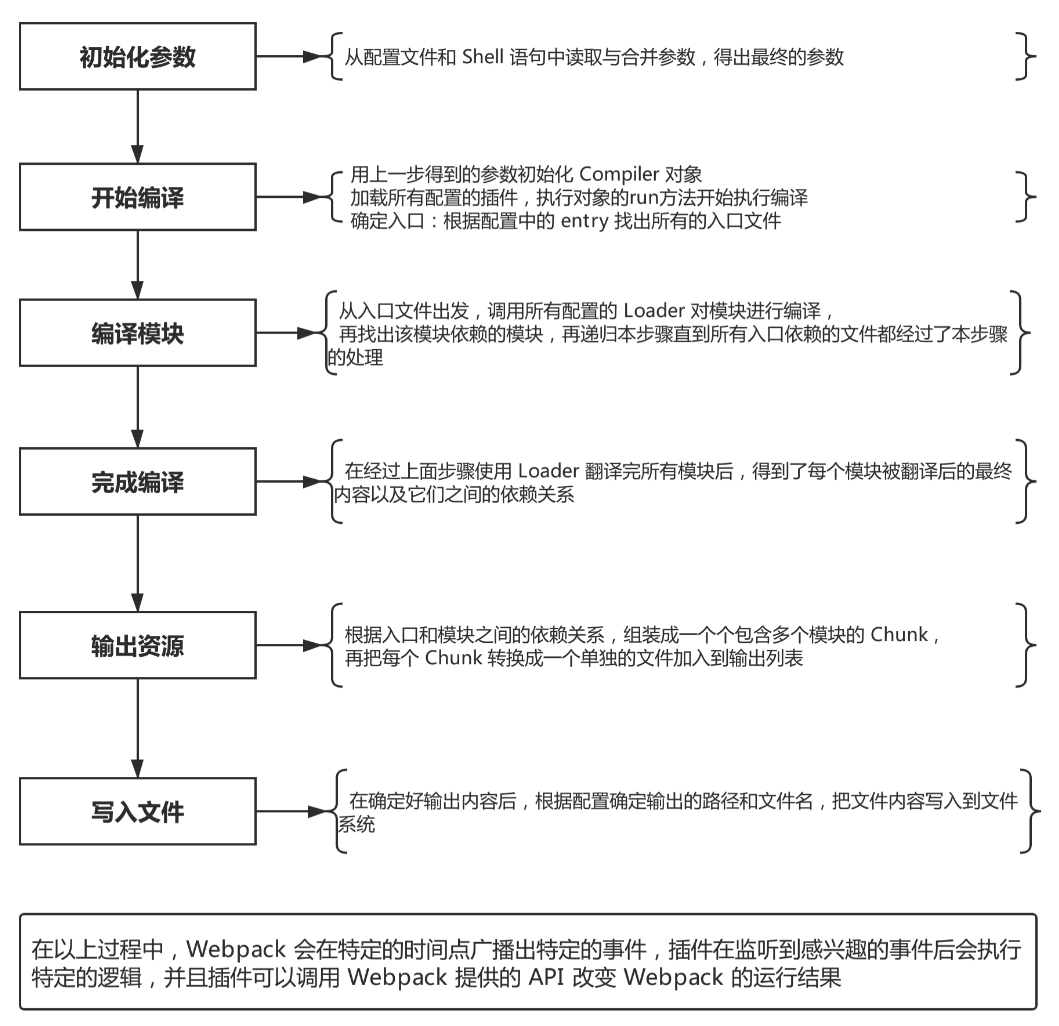 初始化参数
从配置文件和 Shell 语句中读取与合并参数，得出最终的参数
开始编译
用上一步得到的参数初始化 Compiler 对象
加载所有配置的插件，执行对象的run方法开始执行编译
确定入口：根据配置中的 entry 找出所有的入口文件
编译模块
从入口文件出发，调用所有配置的 Loader 对模块进行编译，
再找出该模块依赖的模块，再递归本步骤直到所有入口依赖的文件都经过了本步骤
的处理
完成编译
在经过上面步骤使用 Loader 翻译完所有模块后，得到了每个模块被翻译后的最终
内容以及它们之间的依赖关系
输出资源
根据入口和模块之间的依赖关系，组装成一个个包含多个模块的 Chunk，
再把每个 Chunk 转换成一个单独的文件加入到输出列表
写入文件
在确定好输出内容后，根据配置确定输出的路径和文件名，把文件内容写入到文件
系统
在以上过程中，Webpack 会在特定的时间点广播出特定的事件，插件在监听到感兴趣的事件后会执行
特定的逻辑，并且插件可以调用 Webpack 提供的 API 改变 Webpack 的运行结果